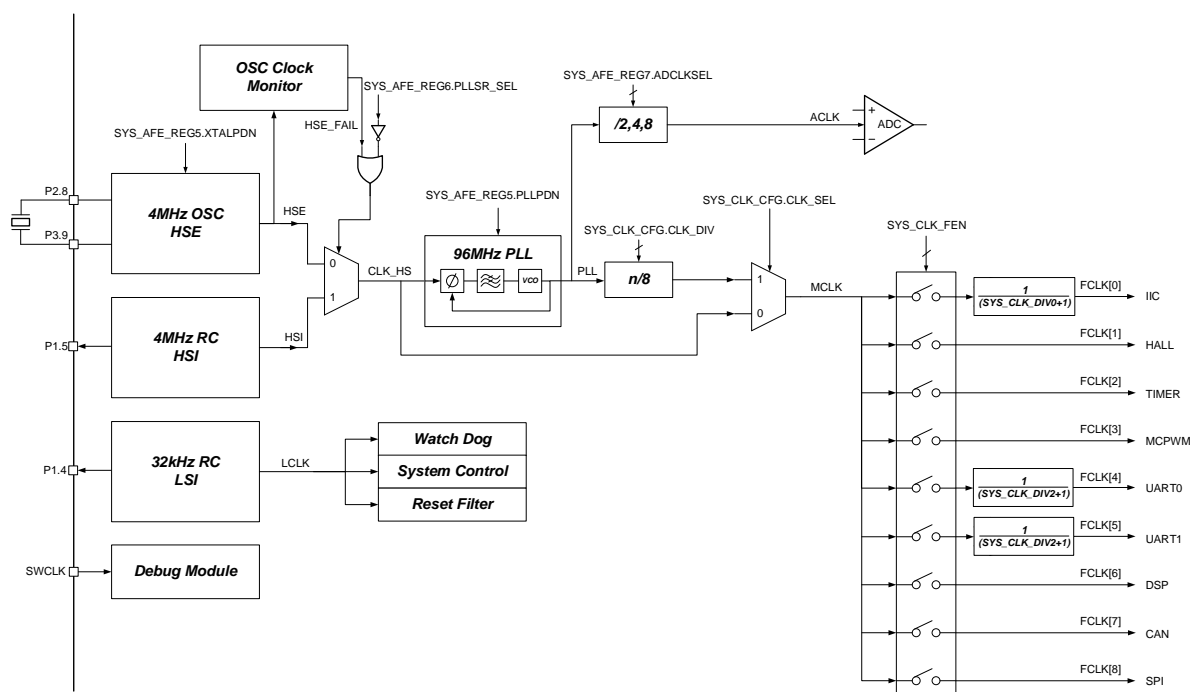 OSC Clock
Monitor
SYS_AFE_REG6.PLLSR_SEL
SYS_AFE_REG7.ADCLKSEL
HSE_FAIL
/2,4,8
ACLK
+
ADC
−
SYS_AFE_REG5.XTALPDN
P2.8
P3.9
4MHz OSC
HSE
HSE
0
1
CLK_HS
SYS_AFE_REG5.PLLPDN
96MHz PLL
VCO
PLL
SYS_CLK_CFG.CLK_DIV
n/8
SYS_CLK_CFG.CLK_SEL
1
0
MCLK
SYS_CLK_FEN
P1.5
4MHz RC
HSI
HSI
P1.4
32kHz RC
LSI
LCLK
Watch Dog
System Control
Reset Filter
SWCLK
Debug Module
1
(SYS_CLK_DIV0+1)
FCLK[0]
IIC
FCLK[1]
HALL
FCLK[2]
TIMER
FCLK[3]
MCPWM
1
(SYS_CLK_DIV2+1)
FCLK[4]
UART0
1
(SYS_CLK_DIV2+1)
FCLK[5]
UART1
FCLK[6]
DSP
FCLK[7]
CAN
FCLK[8]
SPI